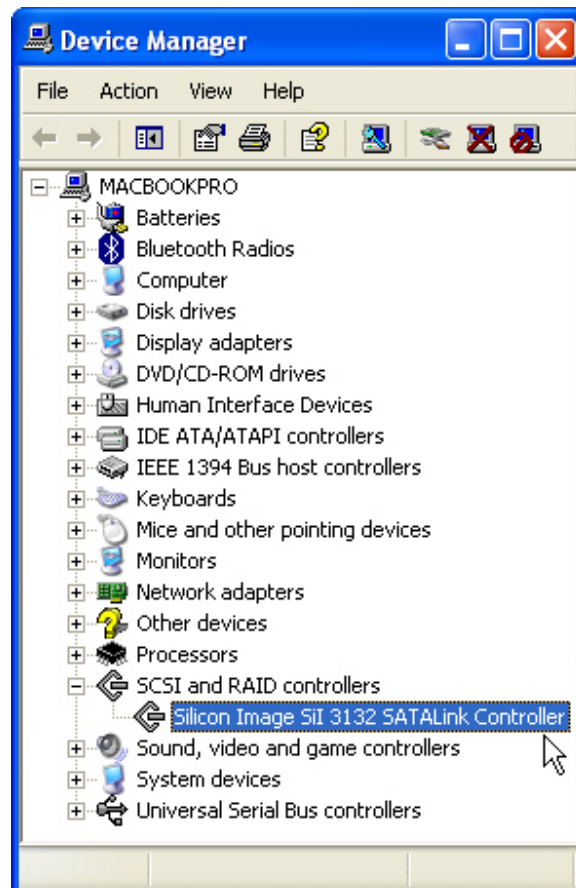 Device Manager
File Action View Help
MACBOOKPRO
Batteries
Bluetooth Radios
Computer
Disk drives
Display adapters
DVD/CD-ROM drives
Human Interface Devices
IDE ATA/ATAPI controllers
IEEE 1394 Bus host controllers
Keyboards
Mice and other pointing devices
Monitors
Network adapters
Other devices
Processors
SCSI and RAID controllers
Silicon Image SiI 3132 SATALink Controller
Sound, video and game controllers
System devices
Universal Serial Bus controllers